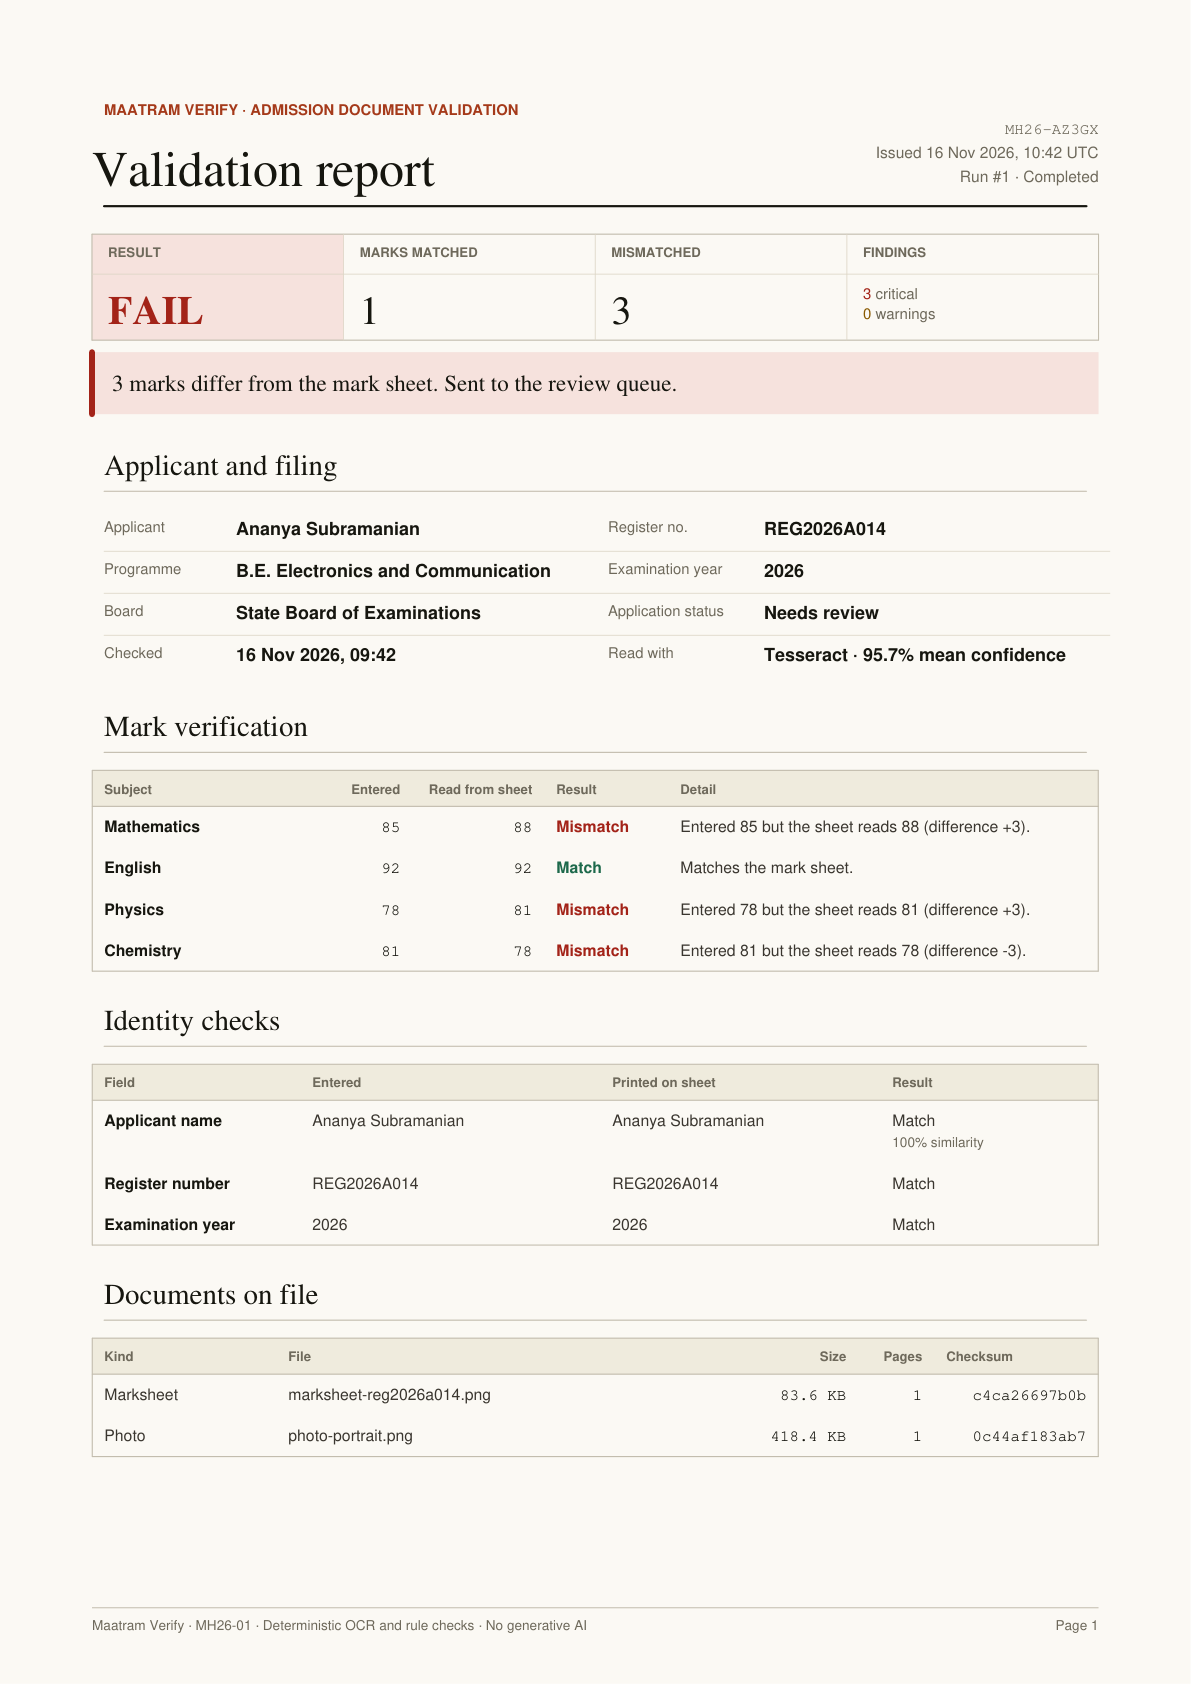 MAATRAM VERIFY · ADMISSION DOCUMENT VALIDATION
MH26-AZ3GX
Validation report
Issued 16 Nov 2026, 10:42 UTC
Run #1 · Completed
RESULT MARKS MATCHED MISMATCHED FINDINGS
FAIL 1 3 3 critical
0 warnings
3 marks differ from the mark sheet. Sent to the review queue.
Applicant and filing
Applicant Ananya Subramanian Register no. REG2026A014
Programme B.E. Electronics and Communication Examination year 2026
Board State Board of Examinations Application status Needs review
Checked 16 Nov 2026, 09:42 Read with Tesseract · 95.7% mean confidence
Mark verification
Subject Entered Read from sheet Result Detail
Mathematics 85 88 Mismatch Entered 85 but the sheet reads 88 (difference +3).
English 92 92 Match Matches the mark sheet.
Physics 78 81 Mismatch Entered 78 but the sheet reads 81 (difference +3).
Chemistry 81 78 Mismatch Entered 81 but the sheet reads 78 (difference -3).
Identity checks
Field Entered Printed on sheet Result
Applicant name Ananya Subramanian Ananya Subramanian Match
100% similarity
Register number REG2026A014 REG2026A014 Match
Examination year 2026 2026 Match
Documents on file
Kind File Size Pages Checksum
Marksheet marksheet-reg2026a014.png 83.6 KB 1 c4ca26697b0b
Photo photo-portrait.png 418.4 KB 1 0c44af183ab7
Maatram Verify · MH26-01 · Deterministic OCR and rule checks · No generative AI Page 1